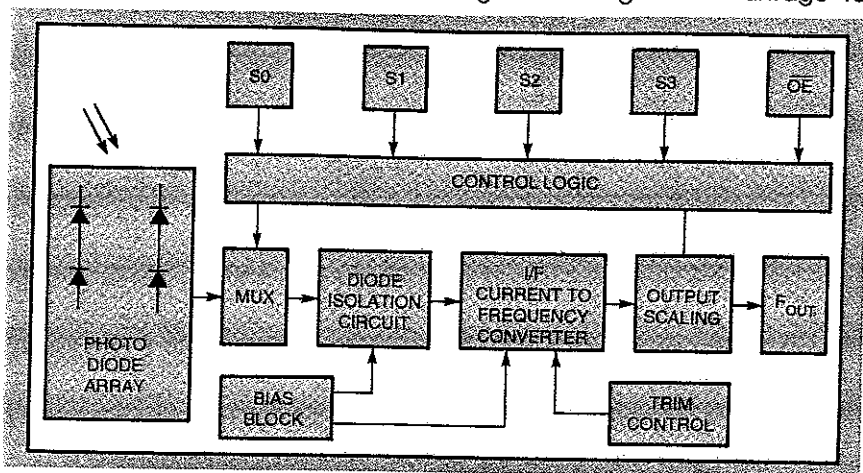 S0
S1
S2
S3
OE
CONTROL LOGIC
MUX
DIODE
ISOLATION
CIRCUIT
I/F
CURRENT TO
FREQUENCY
CONVERTER
OUTPUT
SCALING
FOUT
PHOTO
DIODE
ARRAY
BIAS
BLOCK
TRIM
CONTROL